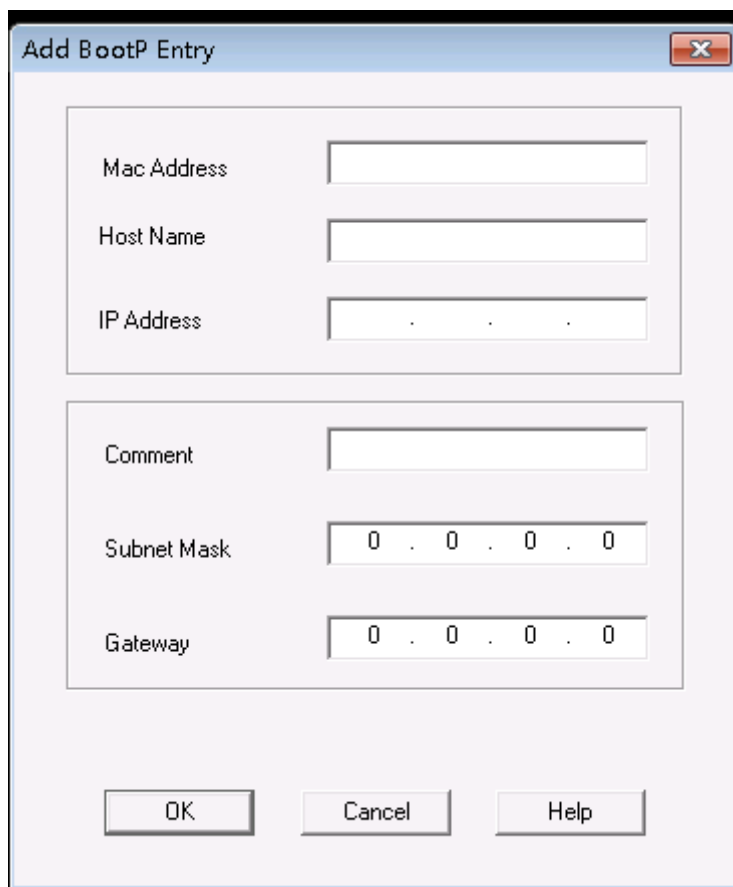 Add BootP Entry
Mac Address
Host Name
IP Address . . .
Comment
Subnet Mask 0 . 0 . 0 . 0
Gateway 0 . 0 . 0 . 0
OK Cancel Help